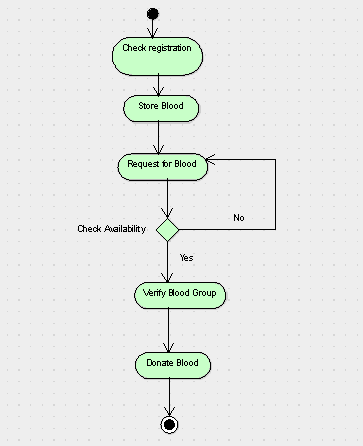 Check registration
Store Blood
Request for Blood
Check Availability
No
Yes
Verify Blood Group
Donate Blood